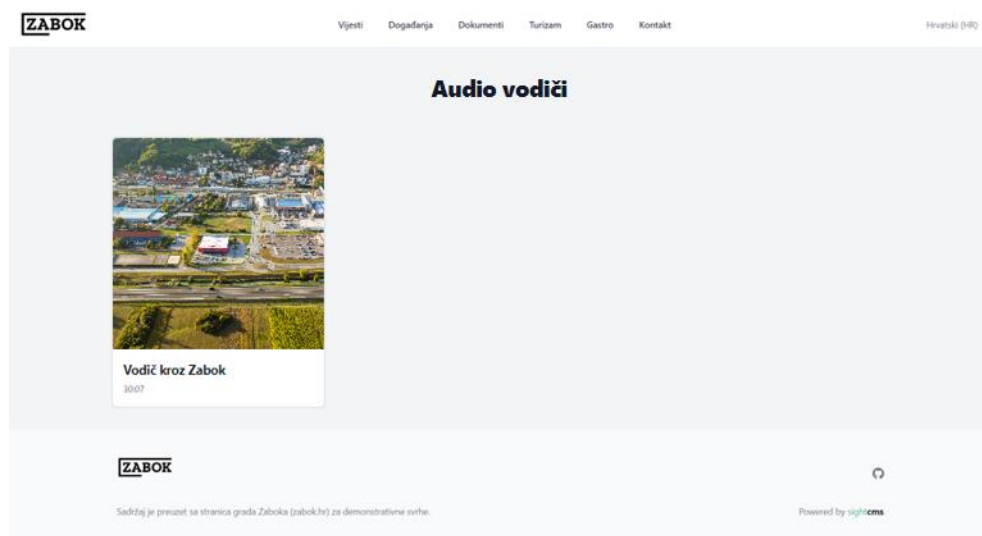 ZABOK
Vijesti Događanja Dokumenti Turizam Gastro Kontakt
Hrvatski (HR)
Audio vodiči
Vodič kroz Zabok
30:07
ZABOK
Sadržaj je preuzet sa stranica grada Zaboka (zabok.hr) za demonstrativne svrhe.
Powered by sightcms